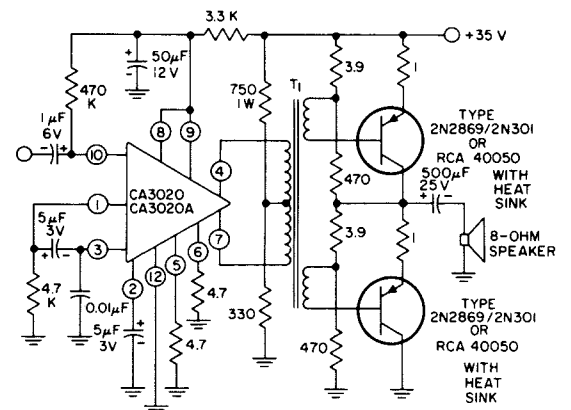 3.3 K
+35 V
50µF
12V
470
K
750
1W
T1
3.9
1
1µF
6V
8
9
10
4
TYPE
2N2869/2N301
OR
RCA 40050
WITH
HEAT
SINK
CA3020
CA3020A
1
470
500µF
25V
5µF
3V
3
7
3.9
1
8-OHM
SPEAKER
2
12
5
6
4.7
K
0.01µF
4.7
330
5µF
3V
4.7
470
TYPE
2N2869/2N301
OR
RCA 40050
WITH
HEAT
SINK